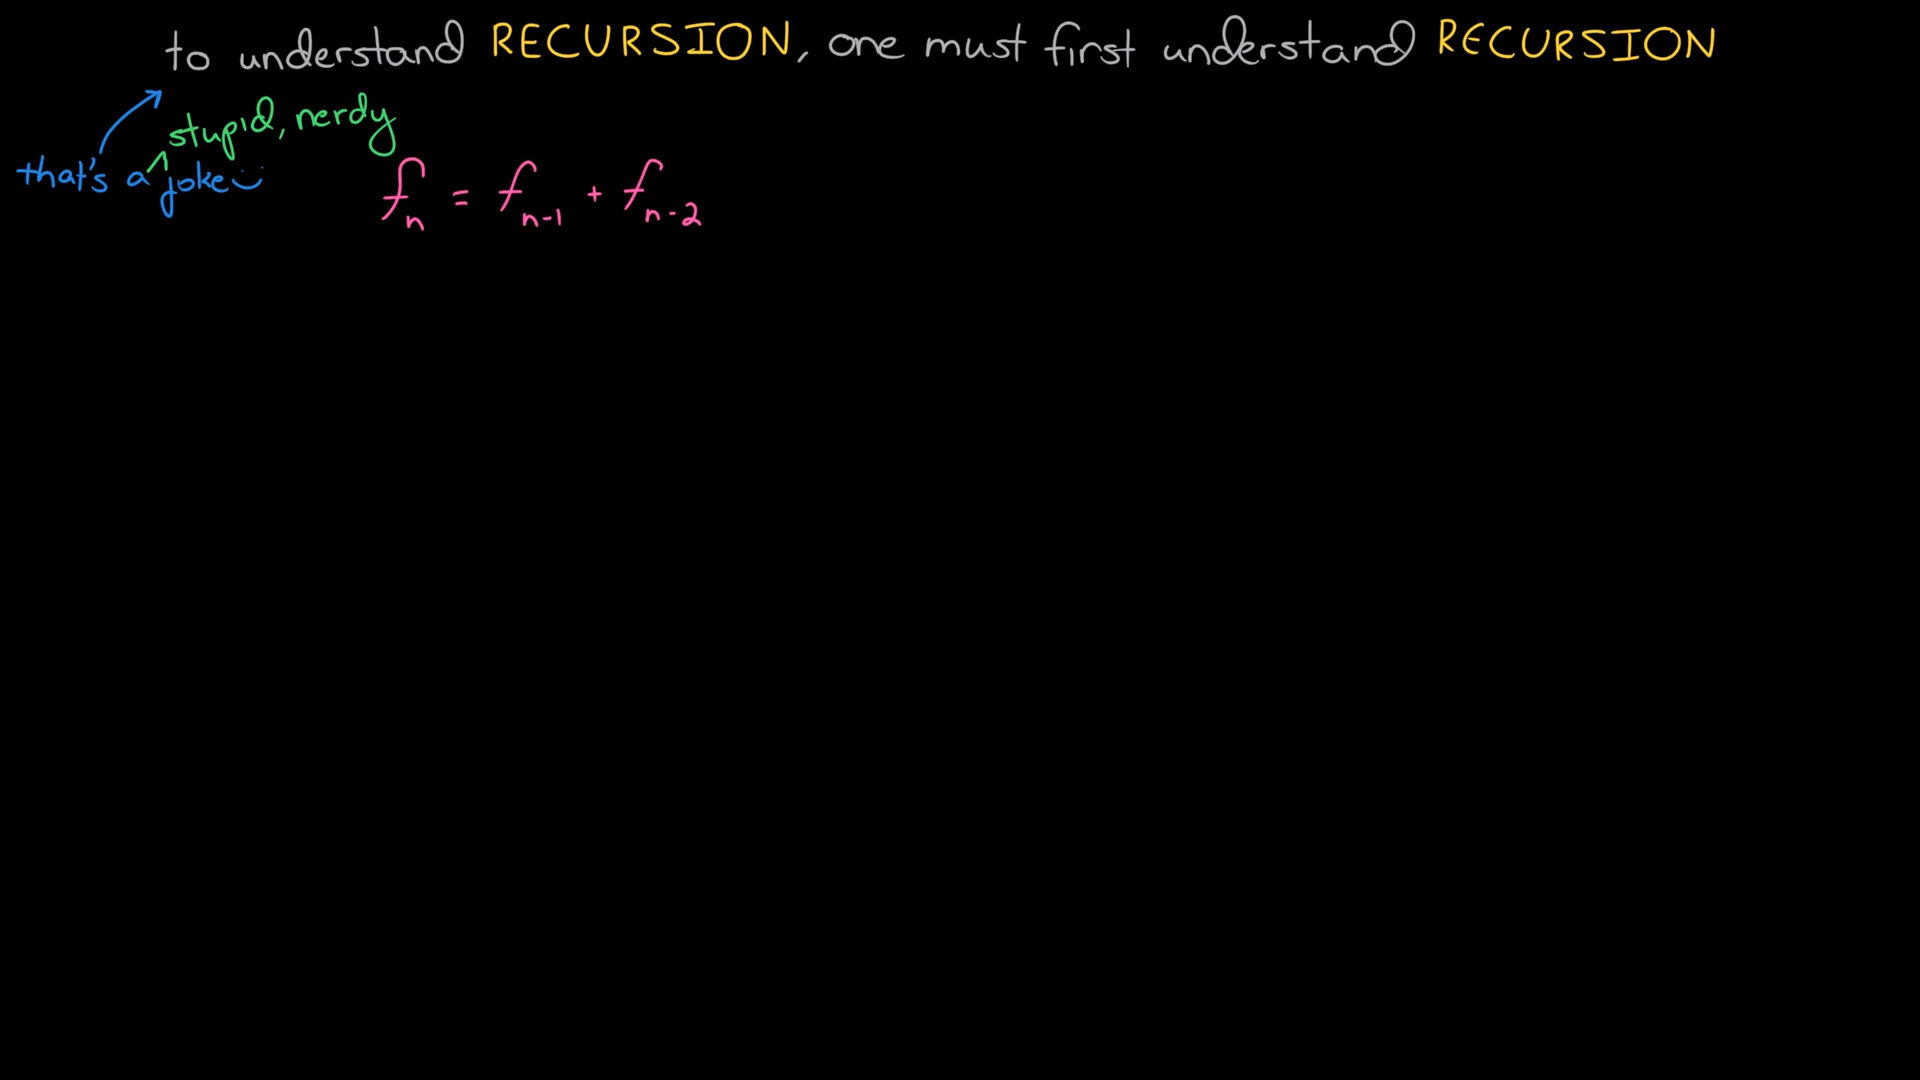 to understand RECURSION, one must first understand RECURSION
stupid, nerdy
that's a ^ joke :)
fₙ = fₙ₋₁ + fₙ₋₂